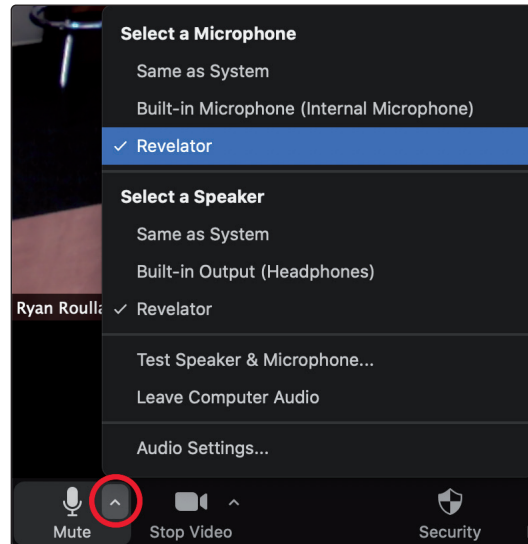 Select a Microphone
Same as System
Built-in Microphone (Internal Microphone)
✓ Revelator
Select a Speaker
Same as System
Built-in Output (Headphones)
Ryan Roulla
✓ Revelator
Test Speaker & Microphone...
Leave Computer Audio
Audio Settings...
Mute
Stop Video
Security